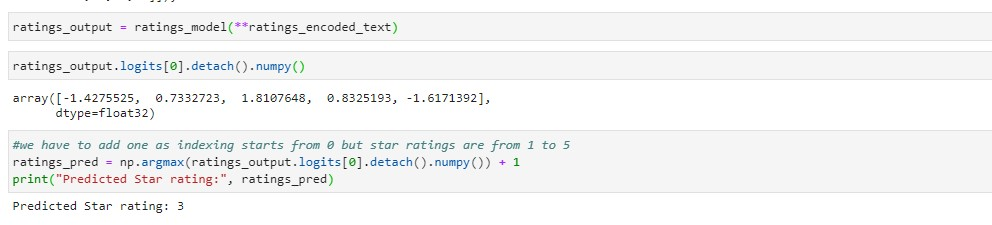 ratings_output = ratings_model(**ratings_encoded_text)
ratings_output.logits[0].detach().numpy()
array([-1.4275525,  0.7332723,  1.8107648,  0.8325193, -1.6171392],
      dtype=float32)
#we have to add one as indexing starts from 0 but star ratings are from 1 to 5
ratings_pred = np.argmax(ratings_output.logits[0].detach().numpy()) + 1
print("Predicted Star rating:", ratings_pred)
Predicted Star rating: 3